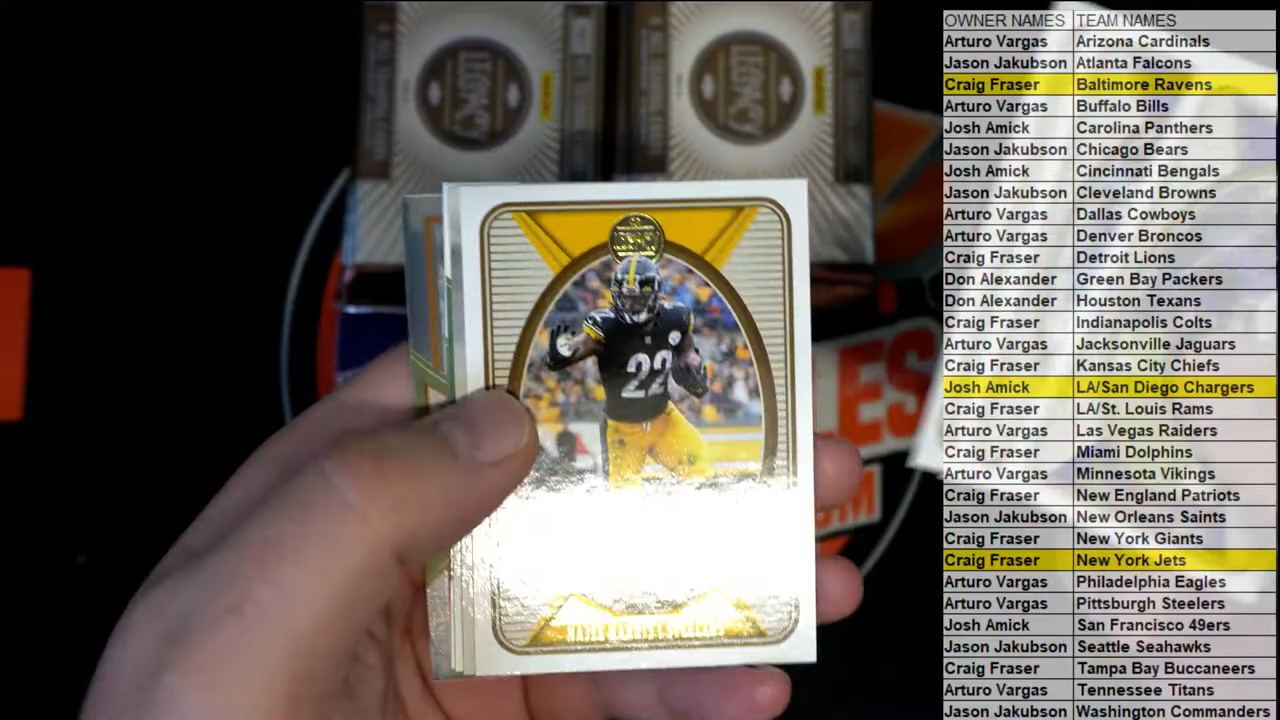 OWNER NAMES TEAM NAMES
Arturo Vargas Arizona Cardinals
Jason Jakubson Atlanta Falcons
Craig Fraser Baltimore Ravens
Arturo Vargas Buffalo Bills
Josh Amick Carolina Panthers
Jason Jakubson Chicago Bears
Josh Amick Cincinnati Bengals
Jason Jakubson Cleveland Browns
Arturo Vargas Dallas Cowboys
Arturo Vargas Denver Broncos
Craig Fraser Detroit Lions
Don Alexander Green Bay Packers
Don Alexander Houston Texans
Craig Fraser Indianapolis Colts
Arturo Vargas Jacksonville Jaguars
Craig Fraser Kansas City Chiefs
Josh Amick LA/San Diego Chargers
Craig Fraser LA/St. Louis Rams
Arturo Vargas Las Vegas Raiders
Craig Fraser Miami Dolphins
Arturo Vargas Minnesota Vikings
Craig Fraser New England Patriots
Jason Jakubson New Orleans Saints
Craig Fraser New York Giants
Craig Fraser New York Jets
Arturo Vargas Philadelphia Eagles
Arturo Vargas Pittsburgh Steelers
Josh Amick San Francisco 49ers
Jason Jakubson Seattle Seahawks
Craig Fraser Tampa Bay Buccaneers
Arturo Vargas Tennessee Titans
Jason Jakubson Washington Commanders
LEGACY
LEGACY
22